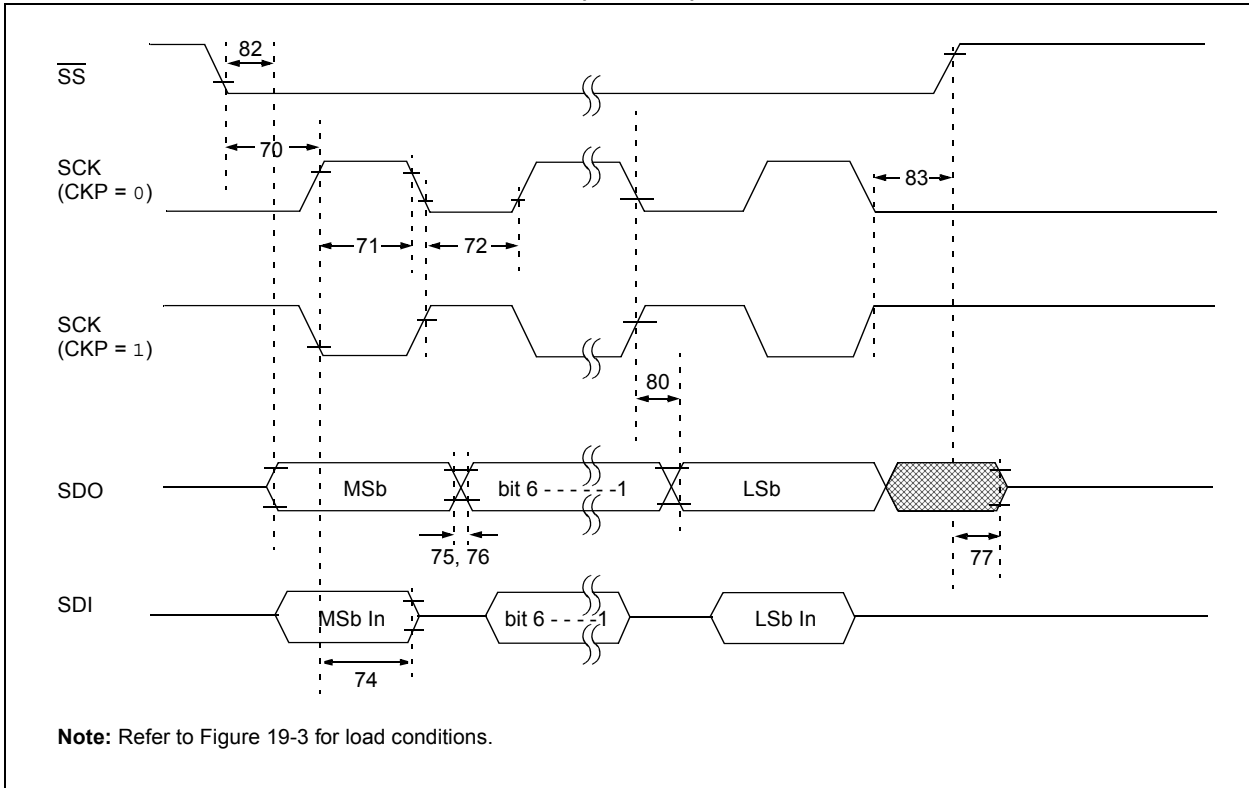 82
SS
70
SCK
(CKP = 0)
83
71
72
SCK
(CKP = 1)
80
SDO
MSb
bit 6 - - - - - -1
LSb
75, 76
77
SDI
MSb In
bit 6 - - - -1
LSb In
74
Note: Refer to Figure 19-3 for load conditions.